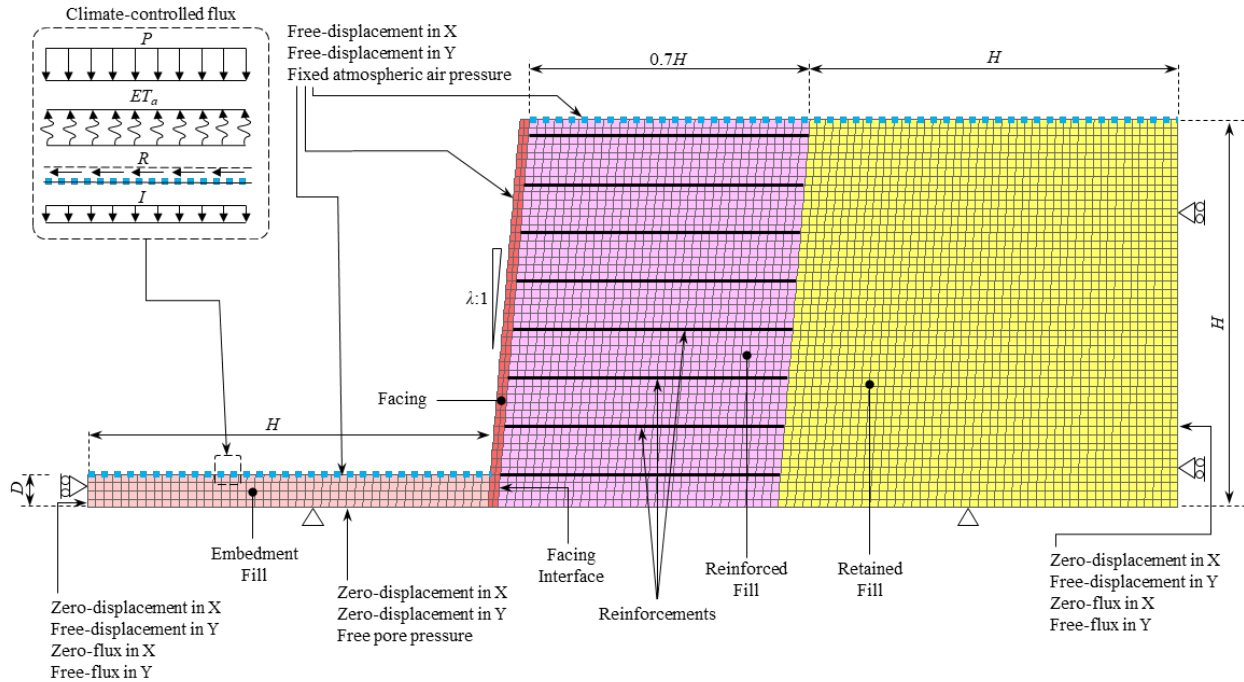 Climate-controlled flux
P
ETa
R
I
Free-displacement in X
Free-displacement in Y
Fixed atmospheric air pressure
0.7H
H
λ:1
H
Facing
H
D
Embedment
Fill
Facing
Interface
Reinforced
Fill
Retained
Fill
Reinforcements
Zero-displacement in X
Free-displacement in Y
Zero-flux in X
Free-flux in Y
Zero-displacement in X
Zero-displacement in Y
Free pore pressure
Zero-displacement in X
Free-displacement in Y
Zero-flux in X
Free-flux in Y